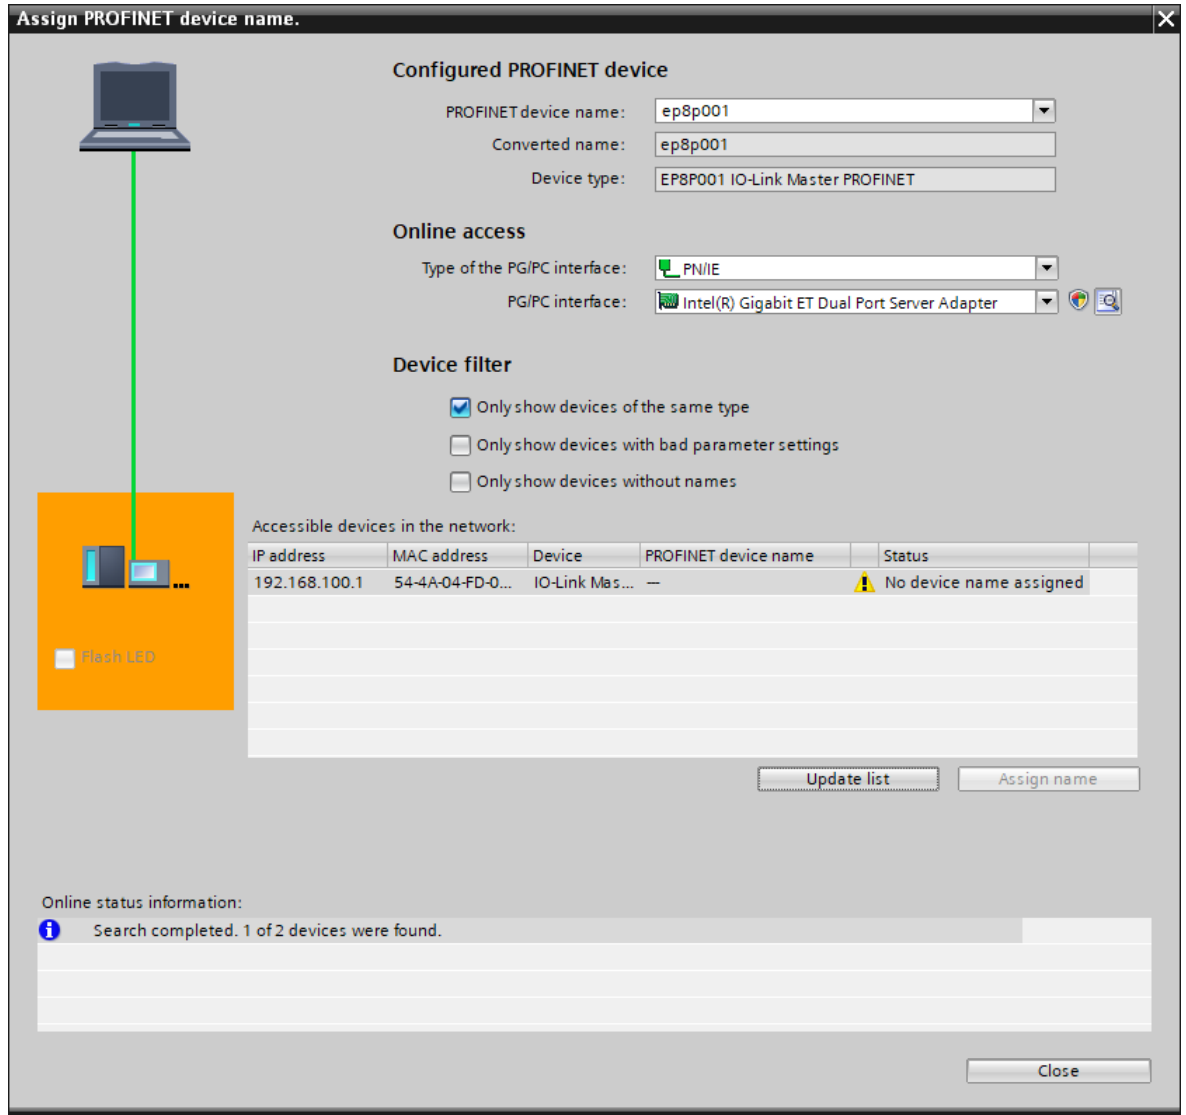 Assign PROFINET device name.
Configured PROFINET device
PROFINET device name: ep8p001
Converted name: ep8p001
Device type: EP8P001 IO-Link Master PROFINET
Online access
Type of the PG/PC interface: PN/IE
PG/PC interface: Intel(R) Gigabit ET Dual Port Server Adapter
Device filter
Only show devices of the same type
Only show devices with bad parameter settings
Only show devices without names
Accessible devices in the network:
IP address MAC address Device PROFINET device name Status
192.168.100.1 54-4A-04-FD-0... IO-Link Mas... — No device name assigned
Flash LED
Update list Assign name
Online status information:
Search completed. 1 of 2 devices were found.
Close